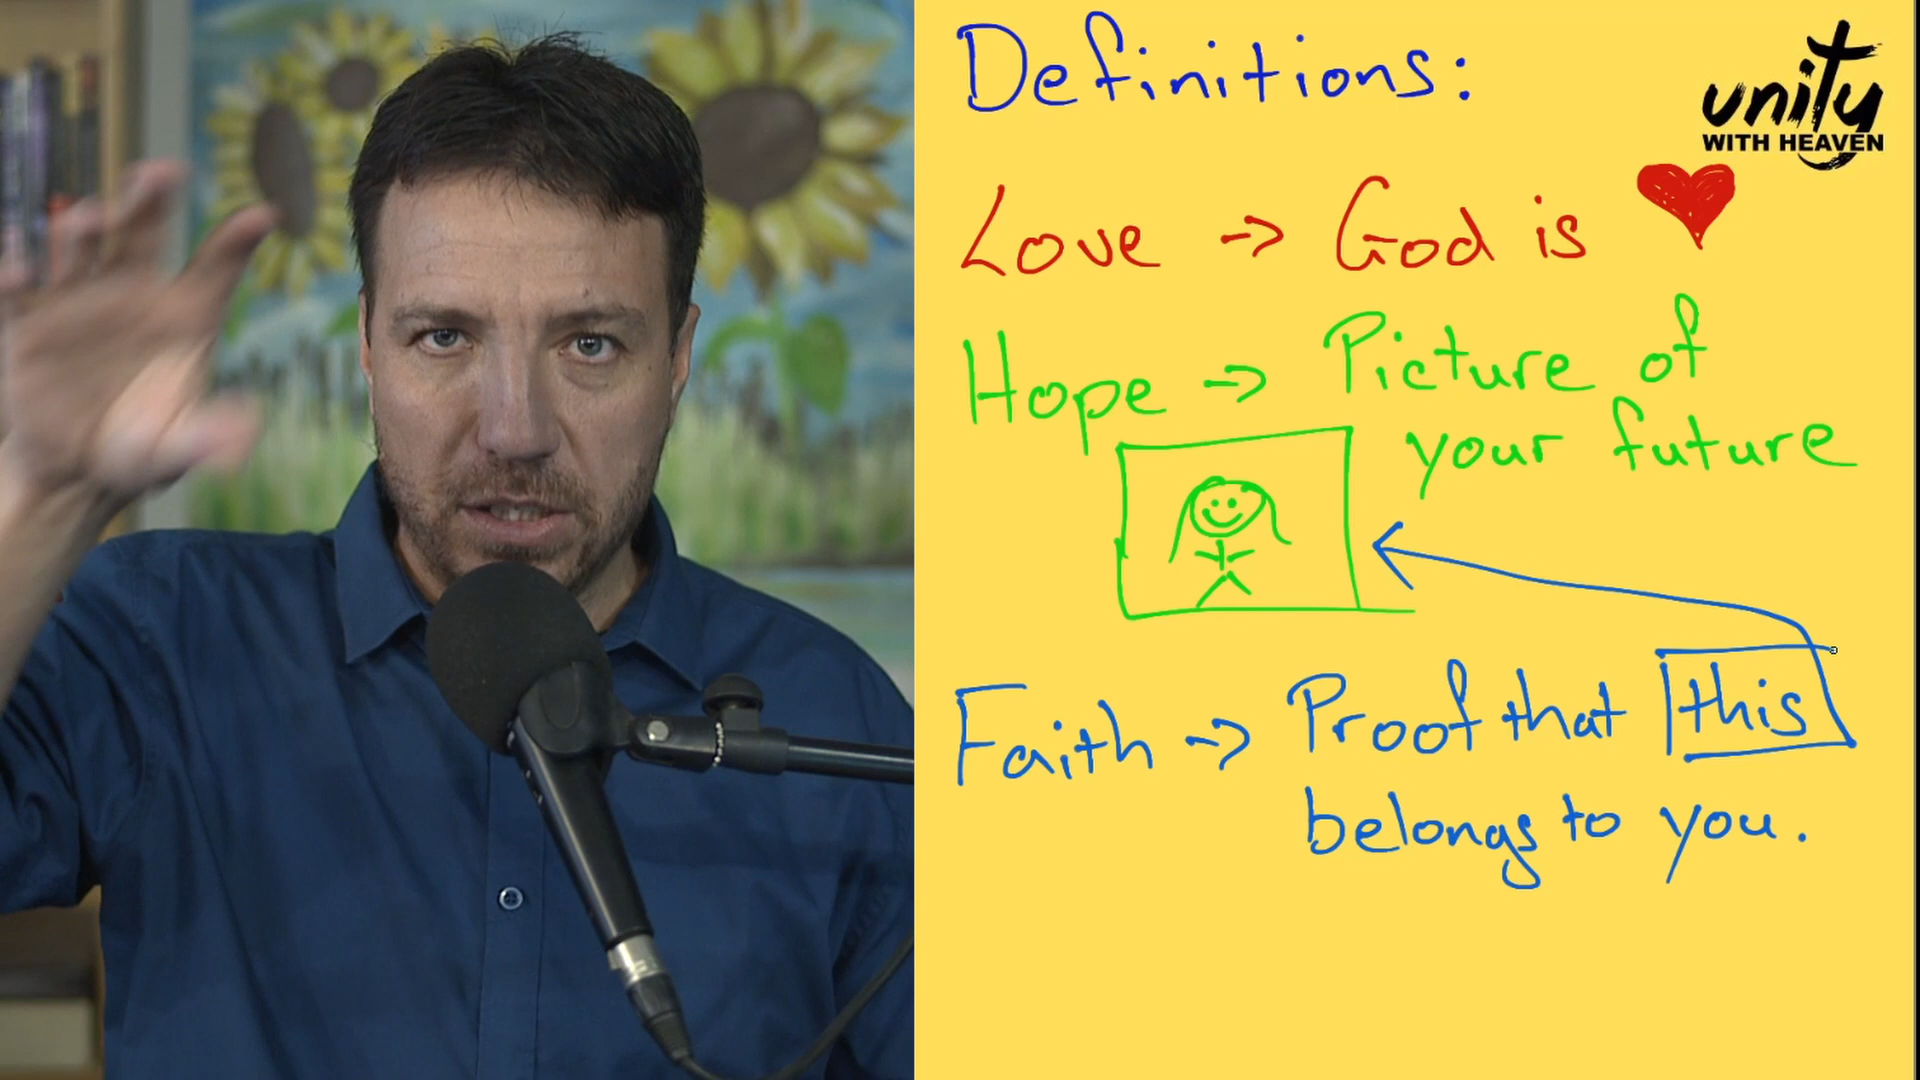 Definitions:
unity
WITH HEAVEN
Love -> God is
Hope -> Picture of
your future
Faith -> Proof that this
belongs to you.